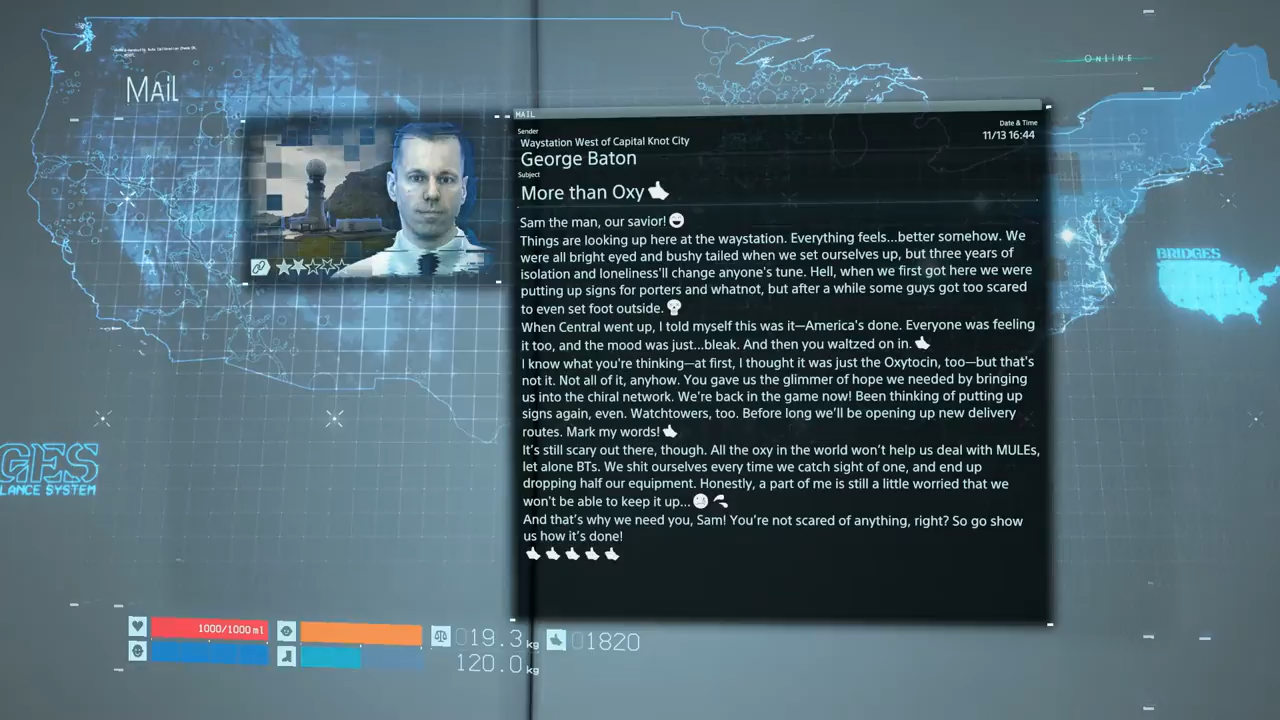 MAiL
ONLiNE
MAIL
Sender
Waystation West of Capital Knot City
George Baton
Date & Time
11/13 16:44
Subject
More than Oxy
Sam the man, our savior!
Things are looking up here at the waystation. Everything feels...better somehow. We
were all bright eyed and bushy tailed when we set ourselves up, but three years of
isolation and loneliness'll change anyone's tune. Hell, when we first got here we were
putting up signs for porters and whatnot, but after a while some guys got too scared
to even set foot outside.
When Central went up, I told myself this was it—America's done. Everyone was feeling
it too, and the mood was just...bleak. And then you waltzed on in.
I know what you're thinking—at first, I thought it was just the Oxytocin, too—but that's
not it. Not all of it, anyhow. You gave us the glimmer of hope we needed by bringing
us into the chiral network. We're back in the game now! Been thinking of putting up
signs again, even. Watchtowers, too. Before long we'll be opening up new delivery
routes. Mark my words!
It's still scary out there, though. All the oxy in the world won't help us deal with MULEs,
let alone BTs. We shit ourselves every time we catch sight of one, and end up
dropping half our equipment. Honestly, a part of me is still a little worried that we
won't be able to keep it up...
And that's why we need you, Sam! You're not scared of anything, right? So go show
us how it's done!
BRIDGES
GES
LANCE SYSTEM
1000/1000 ml
019.3 kg
120.0 kg
01820